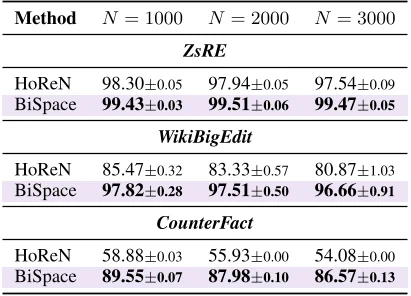 Method N = 1000 N = 2000 N = 3000
ZsRE
HoReN 98.30±0.05 97.94±0.05 97.54±0.09
BiSpace 99.43±0.03 99.51±0.06 99.47±0.05
WikiBigEdit
HoReN 85.47±0.32 83.33±0.57 80.87±1.03
BiSpace 97.82±0.28 97.51±0.50 96.66±0.91
CounterFact
HoReN 58.88±0.03 55.93±0.00 54.08±0.00
BiSpace 89.55±0.07 87.98±0.10 86.57±0.13